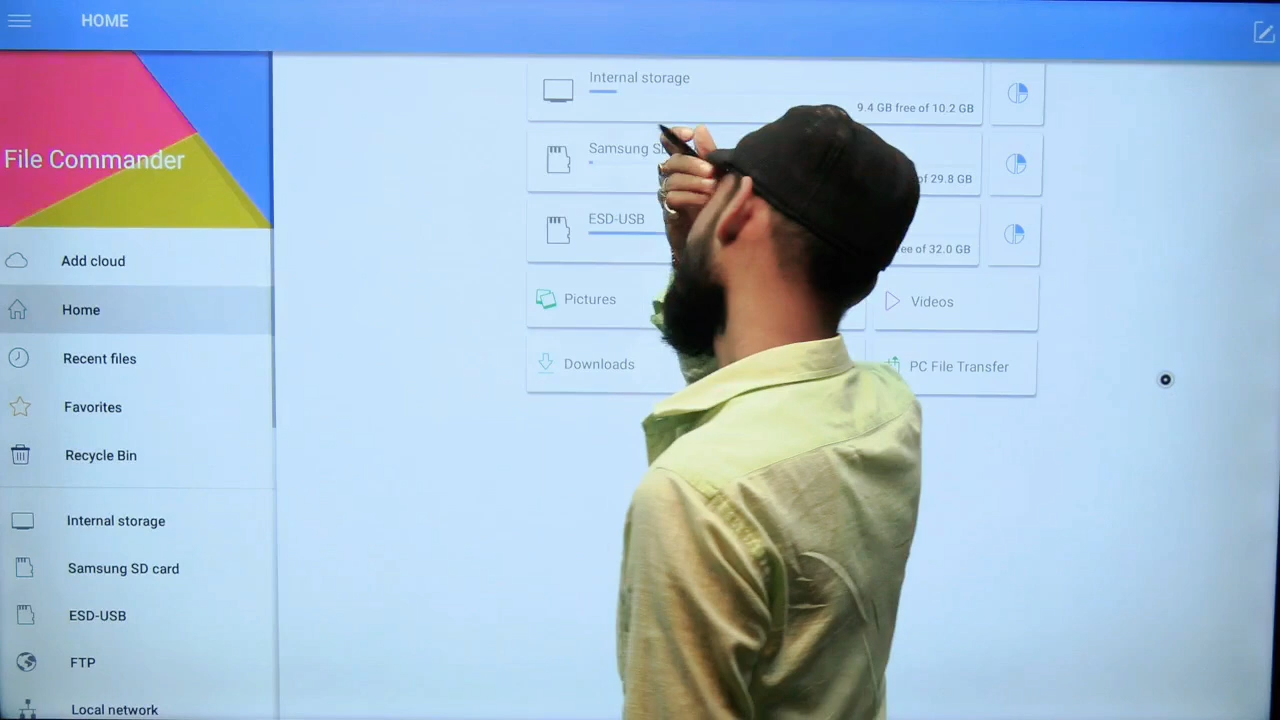 HOME
File Commander
Add cloud
Home
Recent files
Favorites
Recycle Bin
Internal storage
Samsung SD card
ESD-USB
FTP
Local network
Internal storage
9.4 GB free of 10.2 GB
Samsung
of 29.8 GB
ESD-USB
of 32.0 GB
Pictures
Videos
Downloads
PC File Transfer